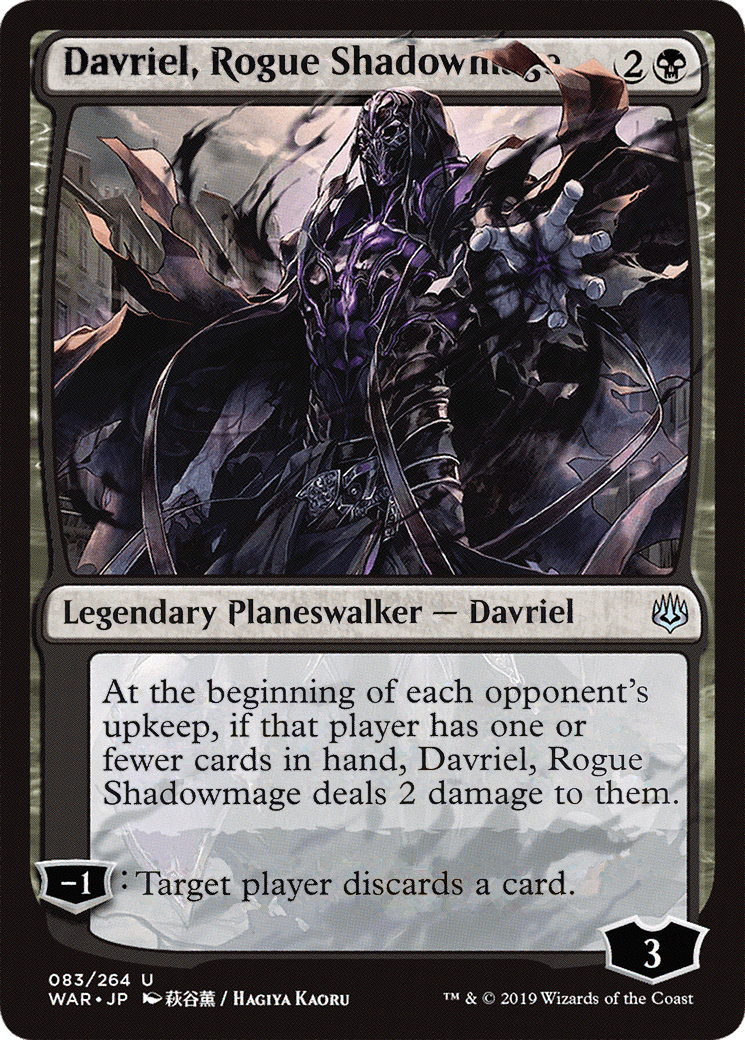 Davriel, Rogue Shadowmage 2
Legendary Planeswalker — Davriel
At the beginning of each opponent's
upkeep, if that player has one or
fewer cards in hand, Davriel, Rogue
Shadowmage deals 2 damage to them.
-1: Target player discards a card.
3
083/264 U
WAR • JP 萩谷薫 / Hagiya Kaoru
™ & © 2019 Wizards of the Coast